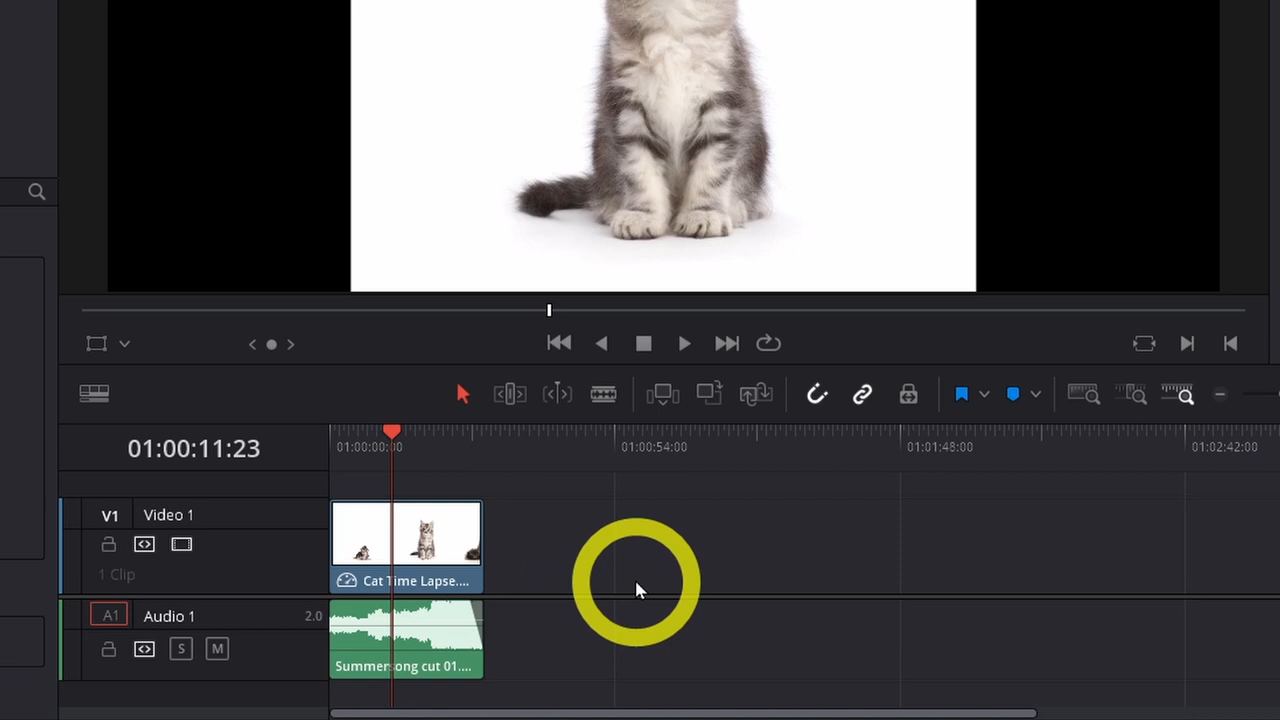 01:00:11:23
01:00:00:00
01:00:54:00
01:01:48:00
01:02:42:00
V1 Video 1
1 Clip
Cat Time Lapse....
A1 Audio 1 2.0
S M
Summersong cut 01....